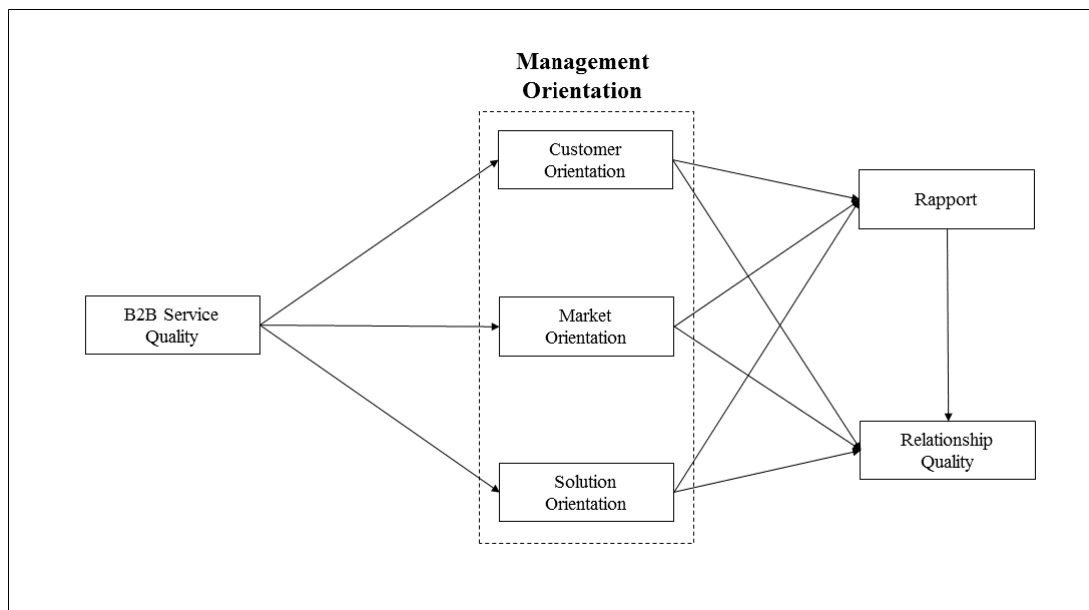 Management
Orientation
Customer
Orientation
Rapport
B2B Service
Quality
Market
Orientation
Relationship
Quality
Solution
Orientation